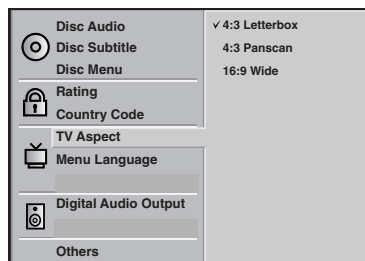 Disc Audio
Disc Subtitle
Disc Menu
Rating
Country Code
TV Aspect
Menu Language
Digital Audio Output
Others
✓ 4:3 Letterbox
4:3 Panscan
16:9 Wide